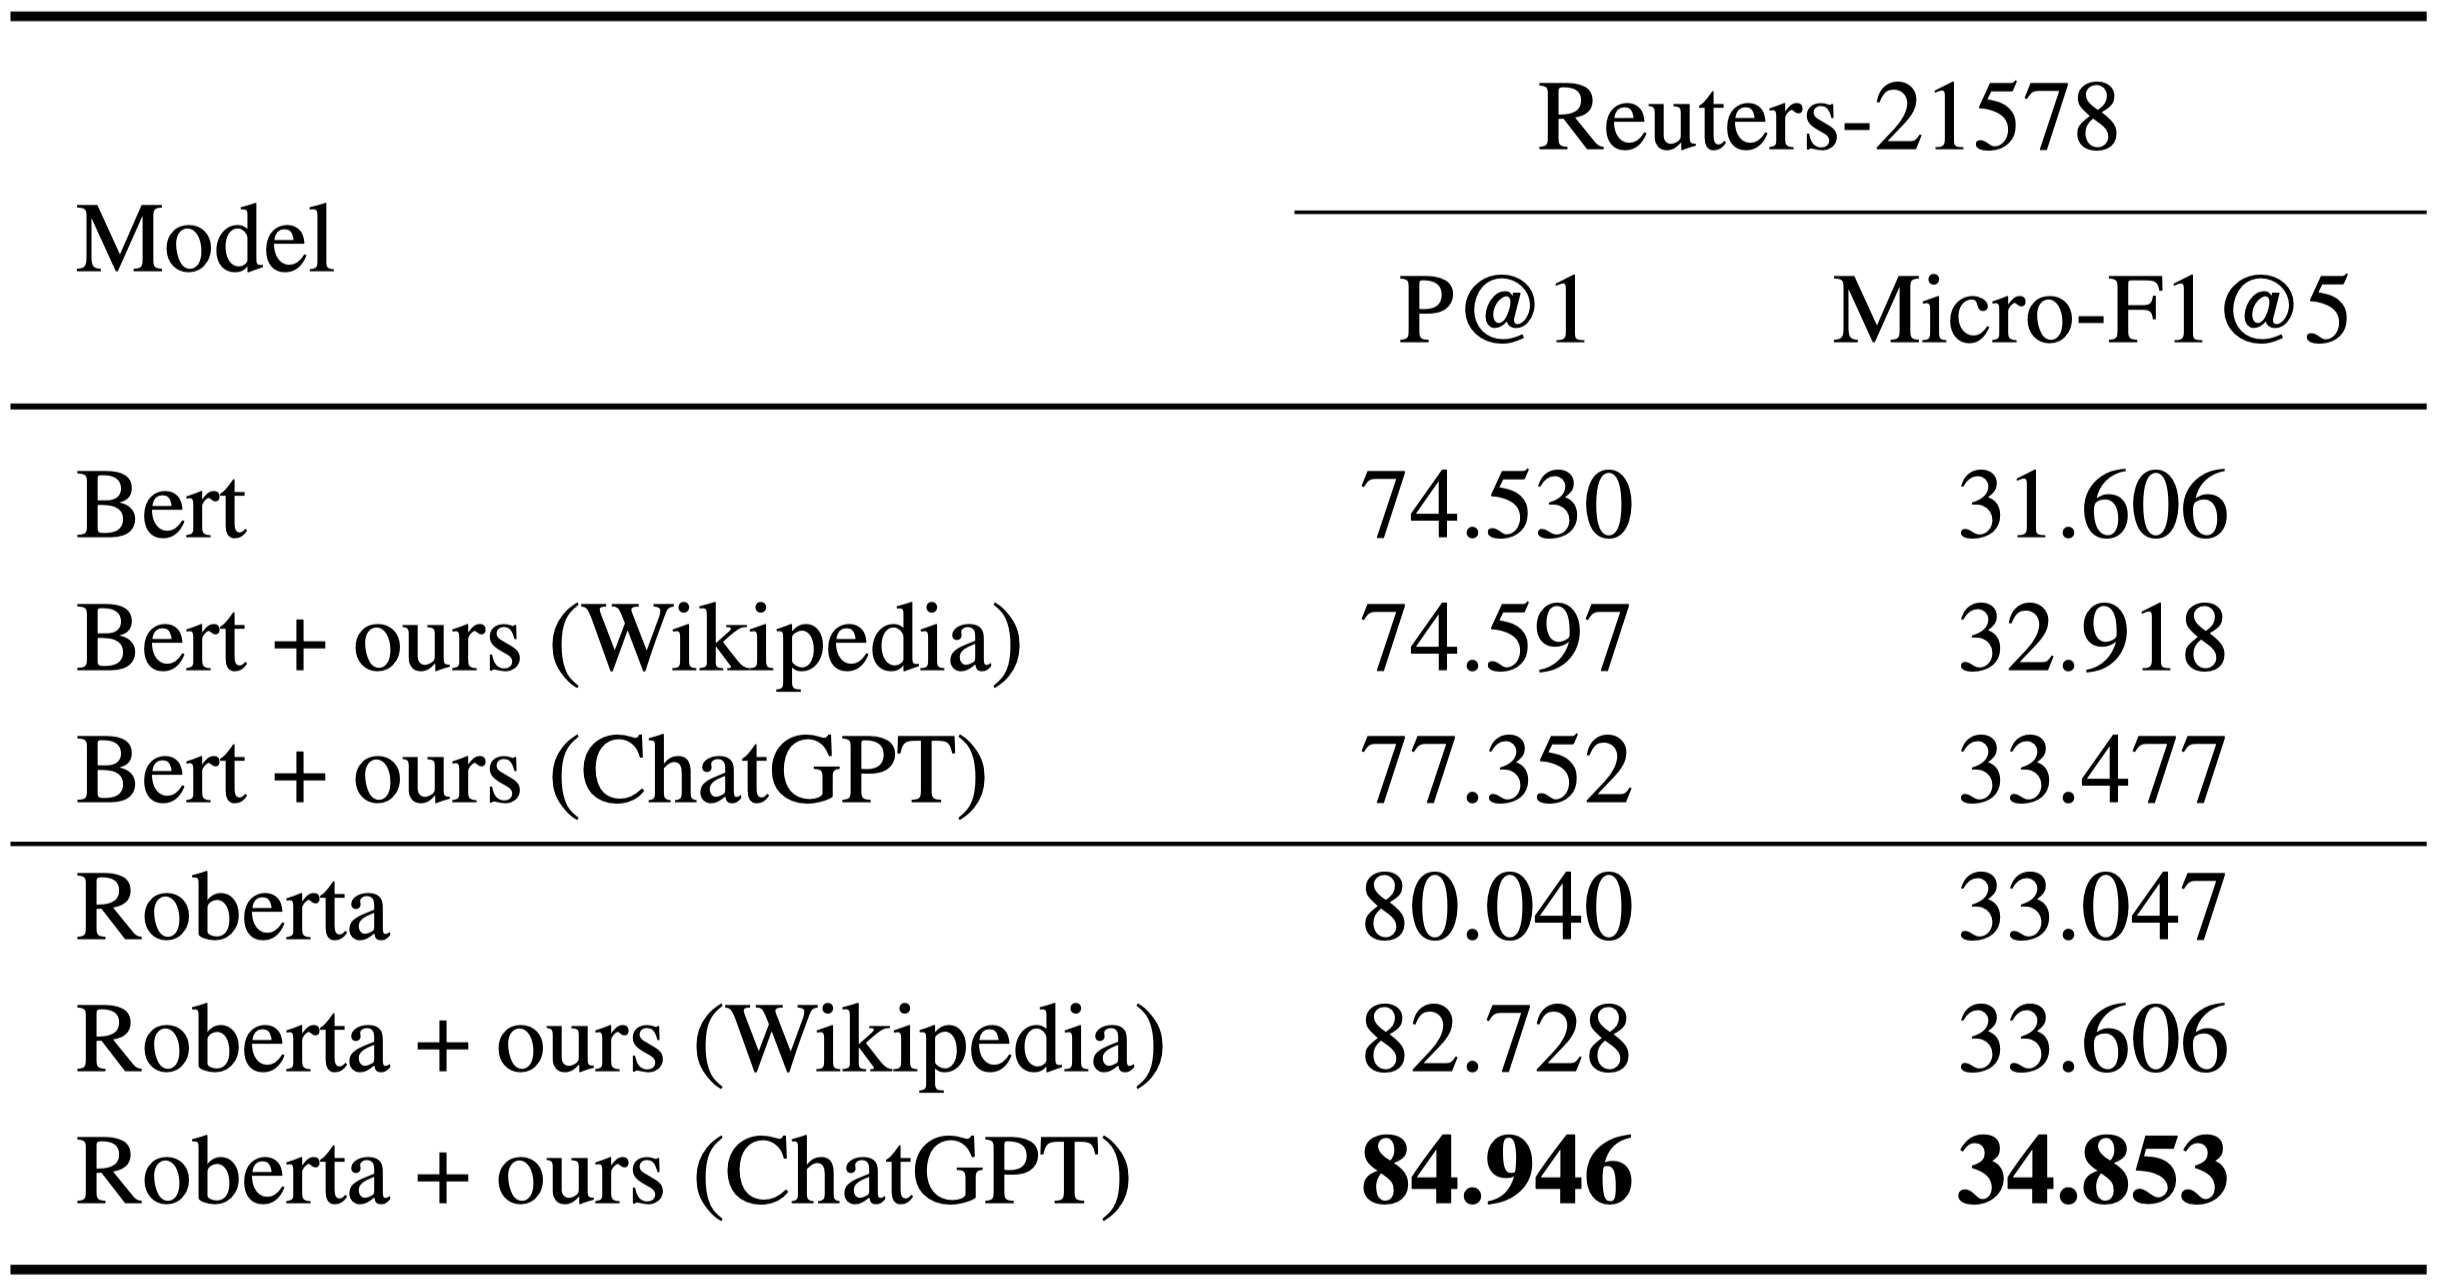 Reuters-21578
Model
P@1 Micro-F1@5
Bert 74.530 31.606
Bert + ours (Wikipedia) 74.597 32.918
Bert + ours (ChatGPT) 77.352 33.477
Roberta 80.040 33.047
Roberta + ours (Wikipedia) 82.728 33.606
Roberta + ours (ChatGPT) 84.946 34.853